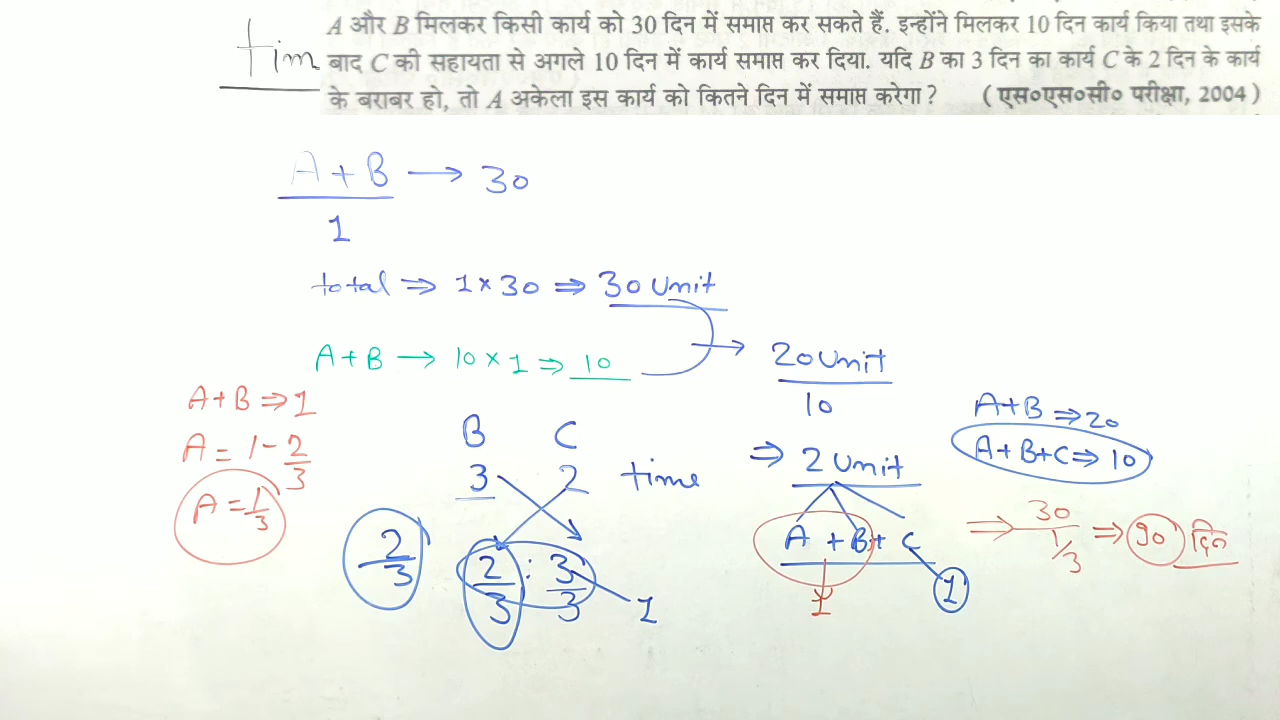 A और B मिलकर किसी कार्य को 30 दिन में समाप्त कर सकते हैं. इन्होंने मिलकर 10 दिन कार्य किया तथा इसके
tim बाद C की सहायता से अगले 10 दिन में कार्य समाप्त कर दिया. यदि B का 3 दिन का कार्य C के 2 दिन के कार्य
के बराबर हो, तो A अकेला इस कार्य को कितने दिन में समाप्त करेगा ? (एस०एस०सी० परीक्षा, 2004)
A + B → 30
1
total ⇒ 1 × 30 ⇒ 30 Unit
A + B → 10 × 1 ⇒ 10
→ 20 Unit
10
⇒ 2 Unit
A + B + C
1
1
A + B ⇒ 1
A = 1 - 2/3
A = 1/3
B C
3 2 time
2/3 : 3/3
1
2/3
A+B ⇒ 20
A+B+C ⇒ 10
⇒ 30 / 1/3 ⇒ 90 दिन